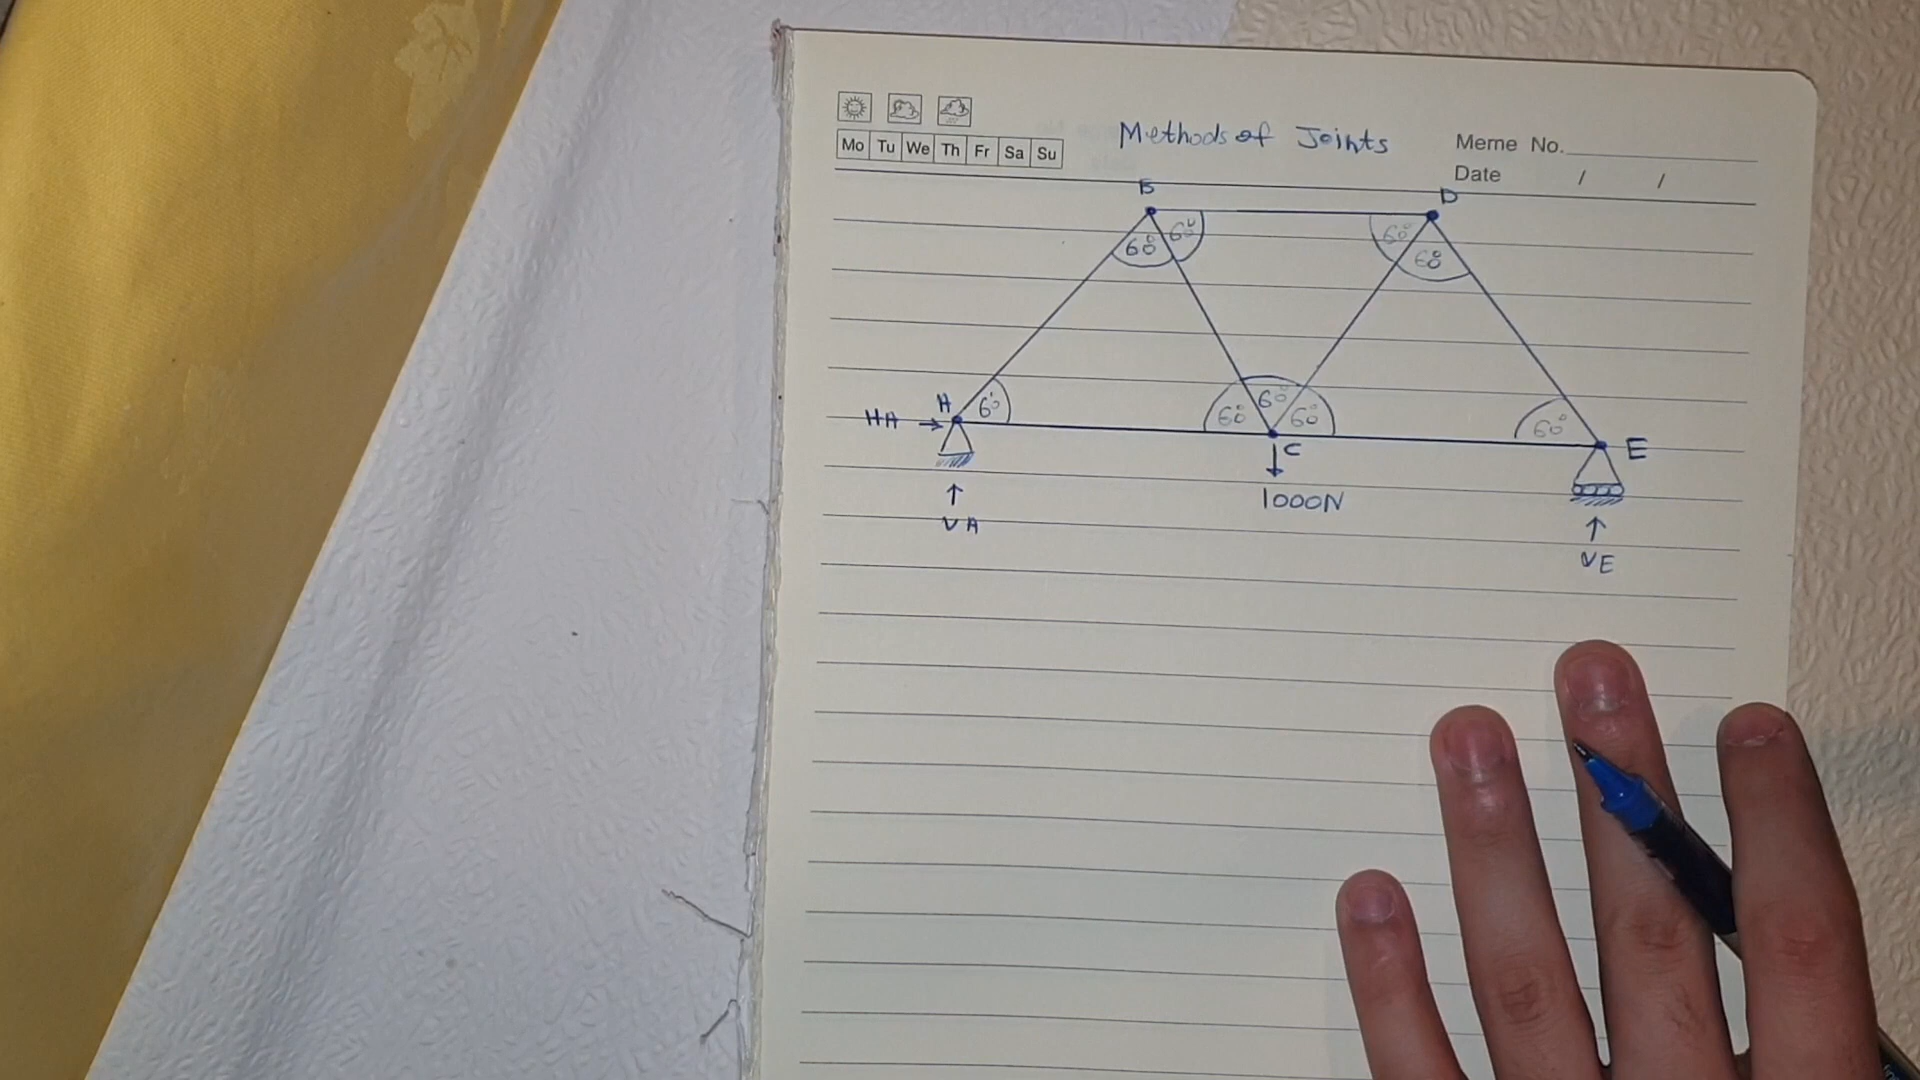 Mo Tu We Th Fr Sa Su
Methods of Joints
Meme No.
Date / /
B
D
60° 60°
60° 60°
HA → A 60°
60° 60° 60°
60° E
C
↓
1000N
↑
VA
↑
VE